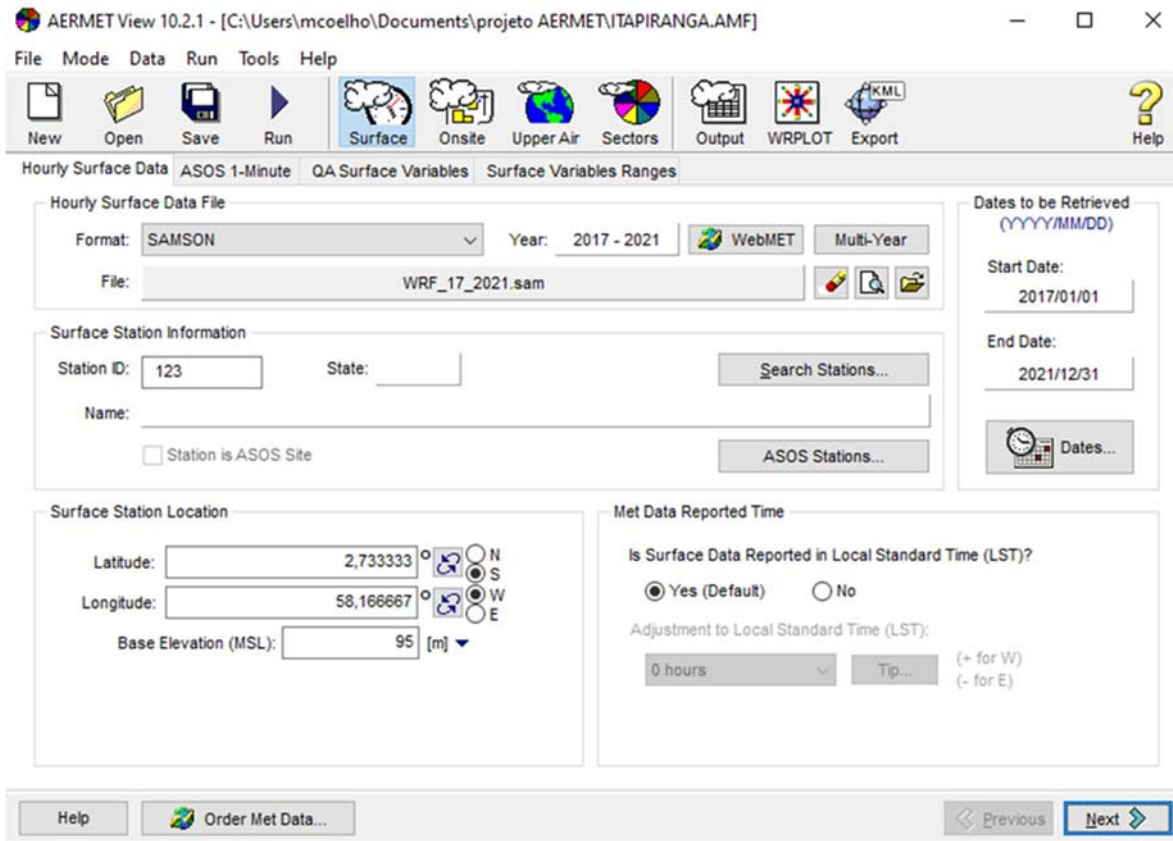 AERMET View 10.2.1 - [C:\Users\mcoelho\Documents\projeto AERMET\ITAPIRANGA.AMF]
File Mode Data Run Tools Help
KML
New Open Save Run Surface Onsite Upper Air Sectors Output WRPLOT Export Help
Hourly Surface Data ASOS 1-Minute QA Surface Variables Surface Variables Ranges
Hourly Surface Data File
Format: SAMSON Year: 2017 - 2021 WebMET Multi-Year
File: WRF_17_2021.sam
Dates to be Retrieved
(YYYY/MM/DD)
Start Date:
2017/01/01
End Date:
2021/12/31
Dates...
Surface Station Information
Station ID: 123 State: Search Stations...
Name:
Station is ASOS Site ASOS Stations...
Surface Station Location
Latitude: 2,733333 ° N
S
Longitude: 58,166667 ° W
E
Base Elevation (MSL): 95 [m]
Met Data Reported Time
Is Surface Data Reported in Local Standard Time (LST)?
Yes (Default) No
Adjustment to Local Standard Time (LST):
0 hours Tip... (+ for W)
(- for E)
Help Order Met Data... Previous Next